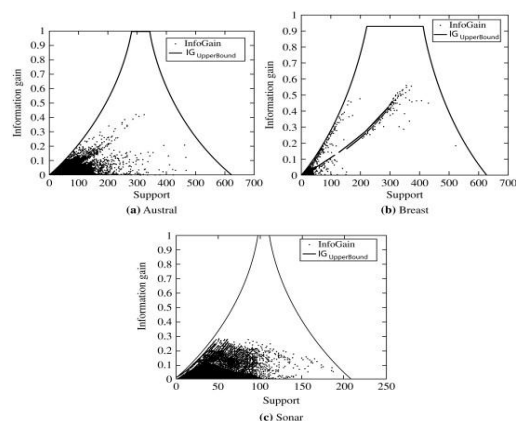 InfoGain
IG UpperBound
Information gain
1
0.9
0.8
0.7
0.6
0.5
0.4
0.3
0.2
0.1
0
0 100 200 300 400 500 600 700
Support
(a) Austral
InfoGain
IG UpperBound
Information gain
1
0.9
0.8
0.7
0.6
0.5
0.4
0.3
0.2
0.1
0
0 100 200 300 400 500 600 700
Support
(b) Breast
InfoGain
IG UpperBound
Information gain
1
0.9
0.8
0.7
0.6
0.5
0.4
0.3
0.2
0.1
0
0 50 100 150 200 250
Support
(c) Sonar